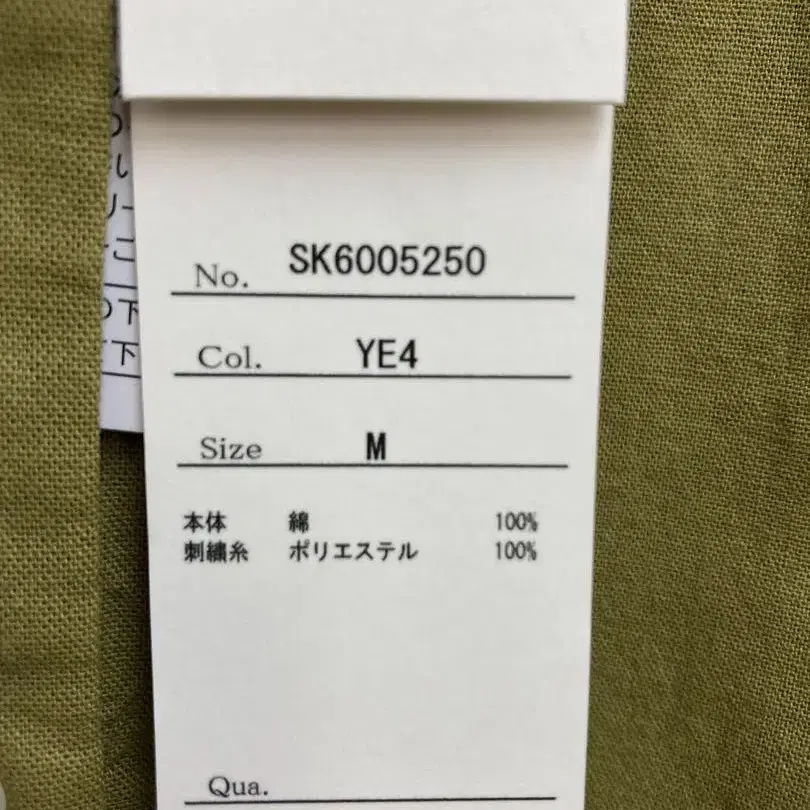 No. SK6005250
Col. YE4
Size M
本体 綿 100%
刺繍糸 ポリエステル 100%
Qua.